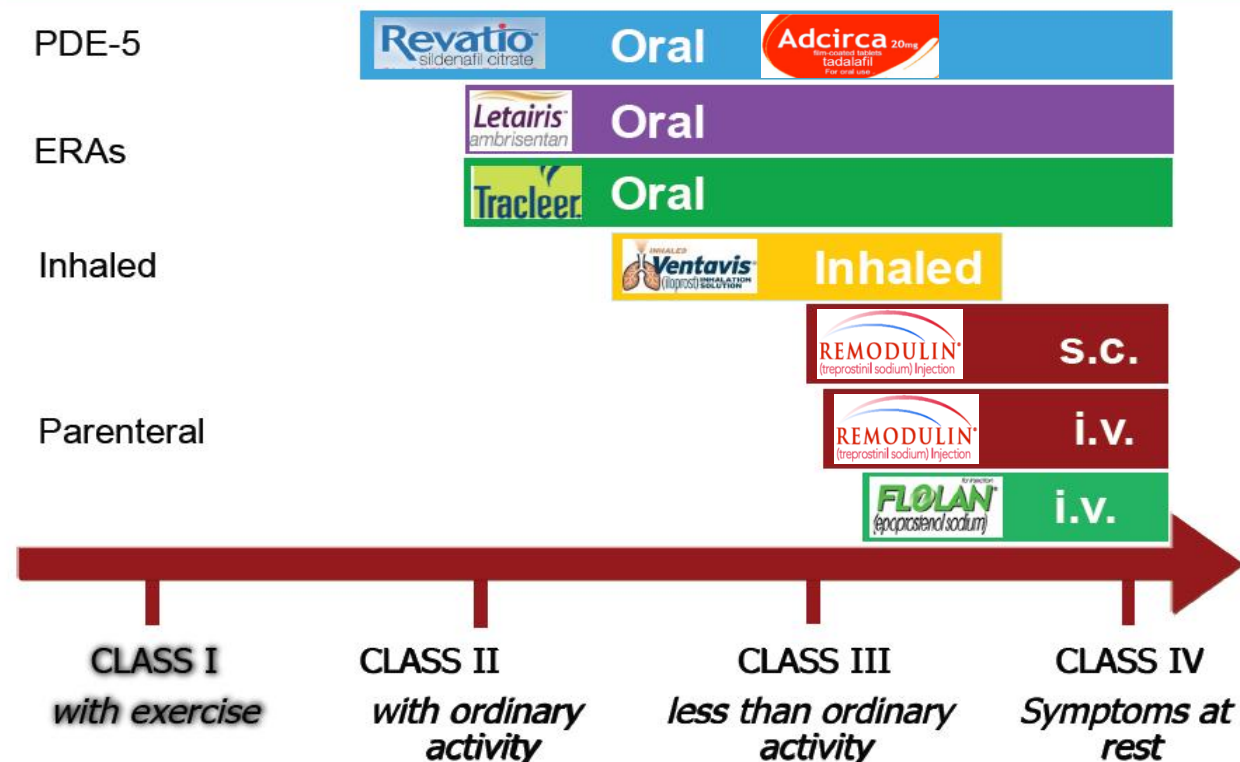 PDE-5
Revatio™
sildenafil citrate
Oral
Adcirca 20mg
film-coated tablets
tadalafil
For oral use
ERAs
Letairis™
ambrisentan
Oral
Tracleer.
Oral
Inhaled
INHALED
Ventavis™
(iloprost) INHALATION SOLUTION
Inhaled
Parenteral
REMODULIN®
(treprostinil sodium) Injection
s.c.
REMODULIN®
(treprostinil sodium) Injection
i.v.
for injection
FLOLAN®
(epoprostenol sodium)
i.v.
CLASS I
with exercise
CLASS II
with ordinary
activity
CLASS III
less than ordinary
activity
CLASS IV
Symptoms at
rest